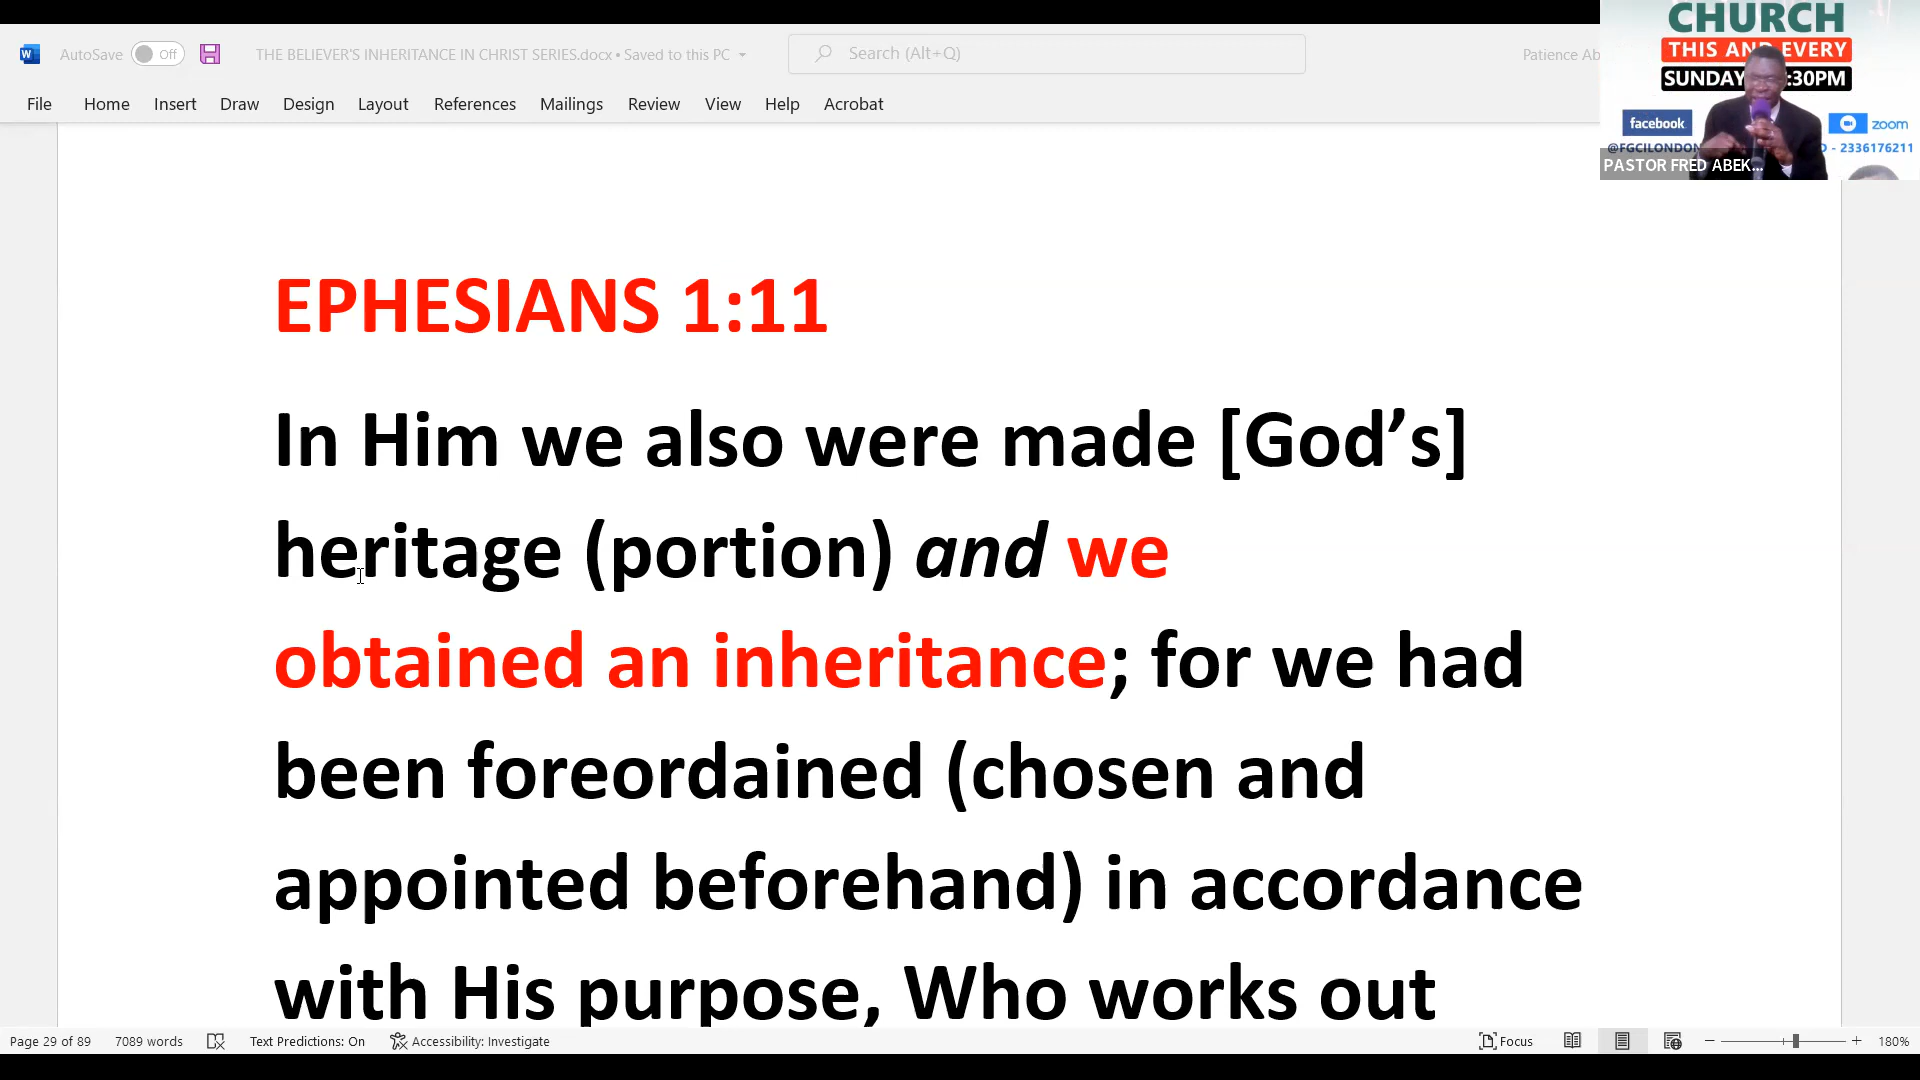 AutoSave Off THE BELIEVER'S INHERITANCE IN CHRIST SERIES.docx • Saved to this PC Search (Alt+Q) Patience Ab
File Home Insert Draw Design Layout References Mailings Review View Help Acrobat
CHURCH
THIS AND EVERY
SUNDAY :30PM
facebook zoom
@FGCILONDON D - 2336176211
PASTOR FRED ABEK...
EPHESIANS 1:11
In Him we also were made [God’s]
heritage (portion) and we
obtained an inheritance; for we had
been foreordained (chosen and
appointed beforehand) in accordance
with His purpose, Who works out
Page 29 of 89 7089 words Text Predictions: On Accessibility: Investigate Focus 180%